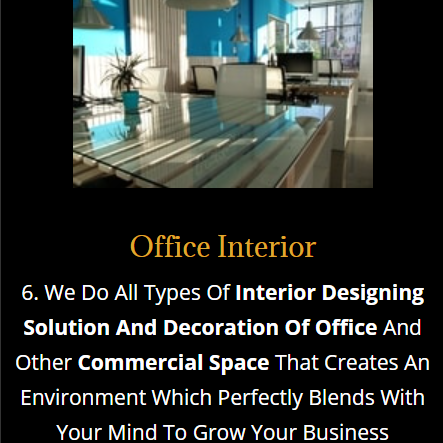 Office Interior
6. We Do All Types Of Interior Designing
Solution And Decoration Of Office And
Other Commercial Space That Creates An
Environment Which Perfectly Blends With
Your Mind To Grow Your Business